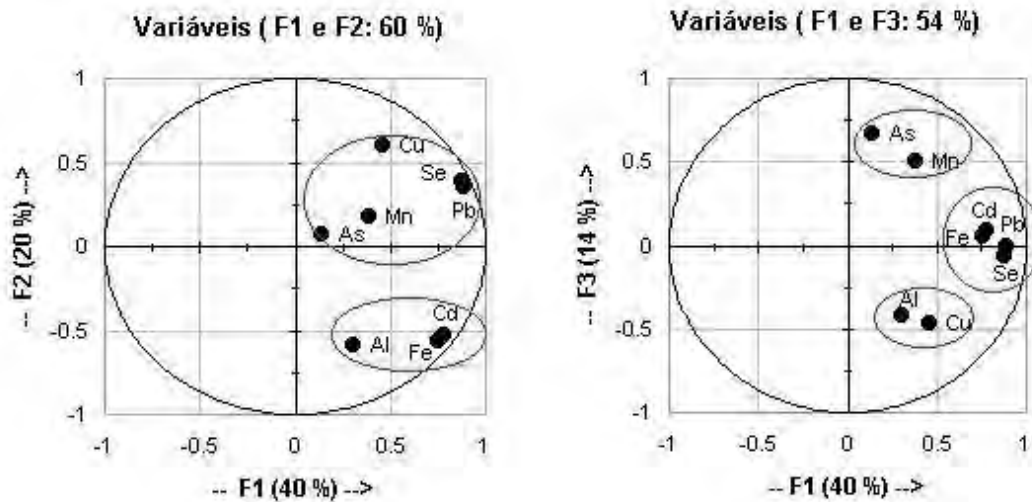 Variáveis ( F1 e F2: 60 %)
1
0.5
0
-0.5
-1
-- F2 (20 %) -->
Cu
Se
Pb
Mn
As
Cd
Al
Fe
-1
-0.5
0
0.5
1
-- F1 (40 %) -->
Variáveis ( F1 e F3: 54 %)
1
0.5
0
-0.5
-1
-- F3 (14 %) -->
As
Mn
Cd
Pb
Fe
Se
Al
Cu
-1
-0.5
0
0.5
1
-- F1 (40 %) -->